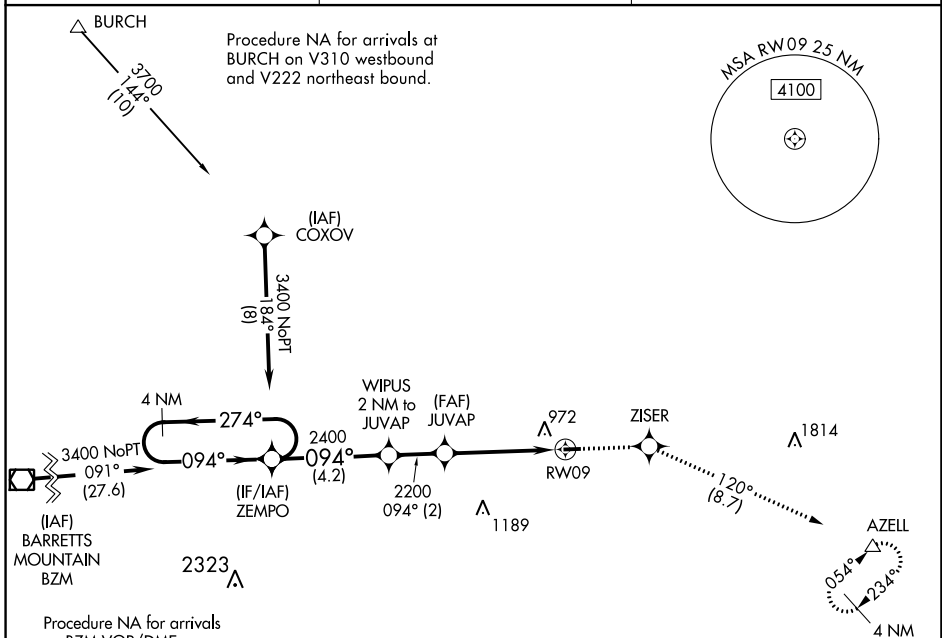 BURCH
Procedure NA for arrivals at
BURCH on V310 westbound
and V222 northeast bound.
MSA RW09 25 NM
4100
3700
144°
(10)
(IAF)
COXOV
3400 NoPT
184°
(8)
4 NM
274°
094°
3400 NoPT
091°
(27.6)
(IAF)
BARRETTS
MOUNTAIN
BZM
(IF/IAF)
ZEMPO
2400
094°
(4.2)
WIPUS
2 NM to
JUVAP
(FAF)
JUVAP
2200
094° (2)
972
RW09
ZISER
1814
1189
2323
120°
(8.7)
AZELL
054°
234°
4 NM
Procedure NA for arrivals